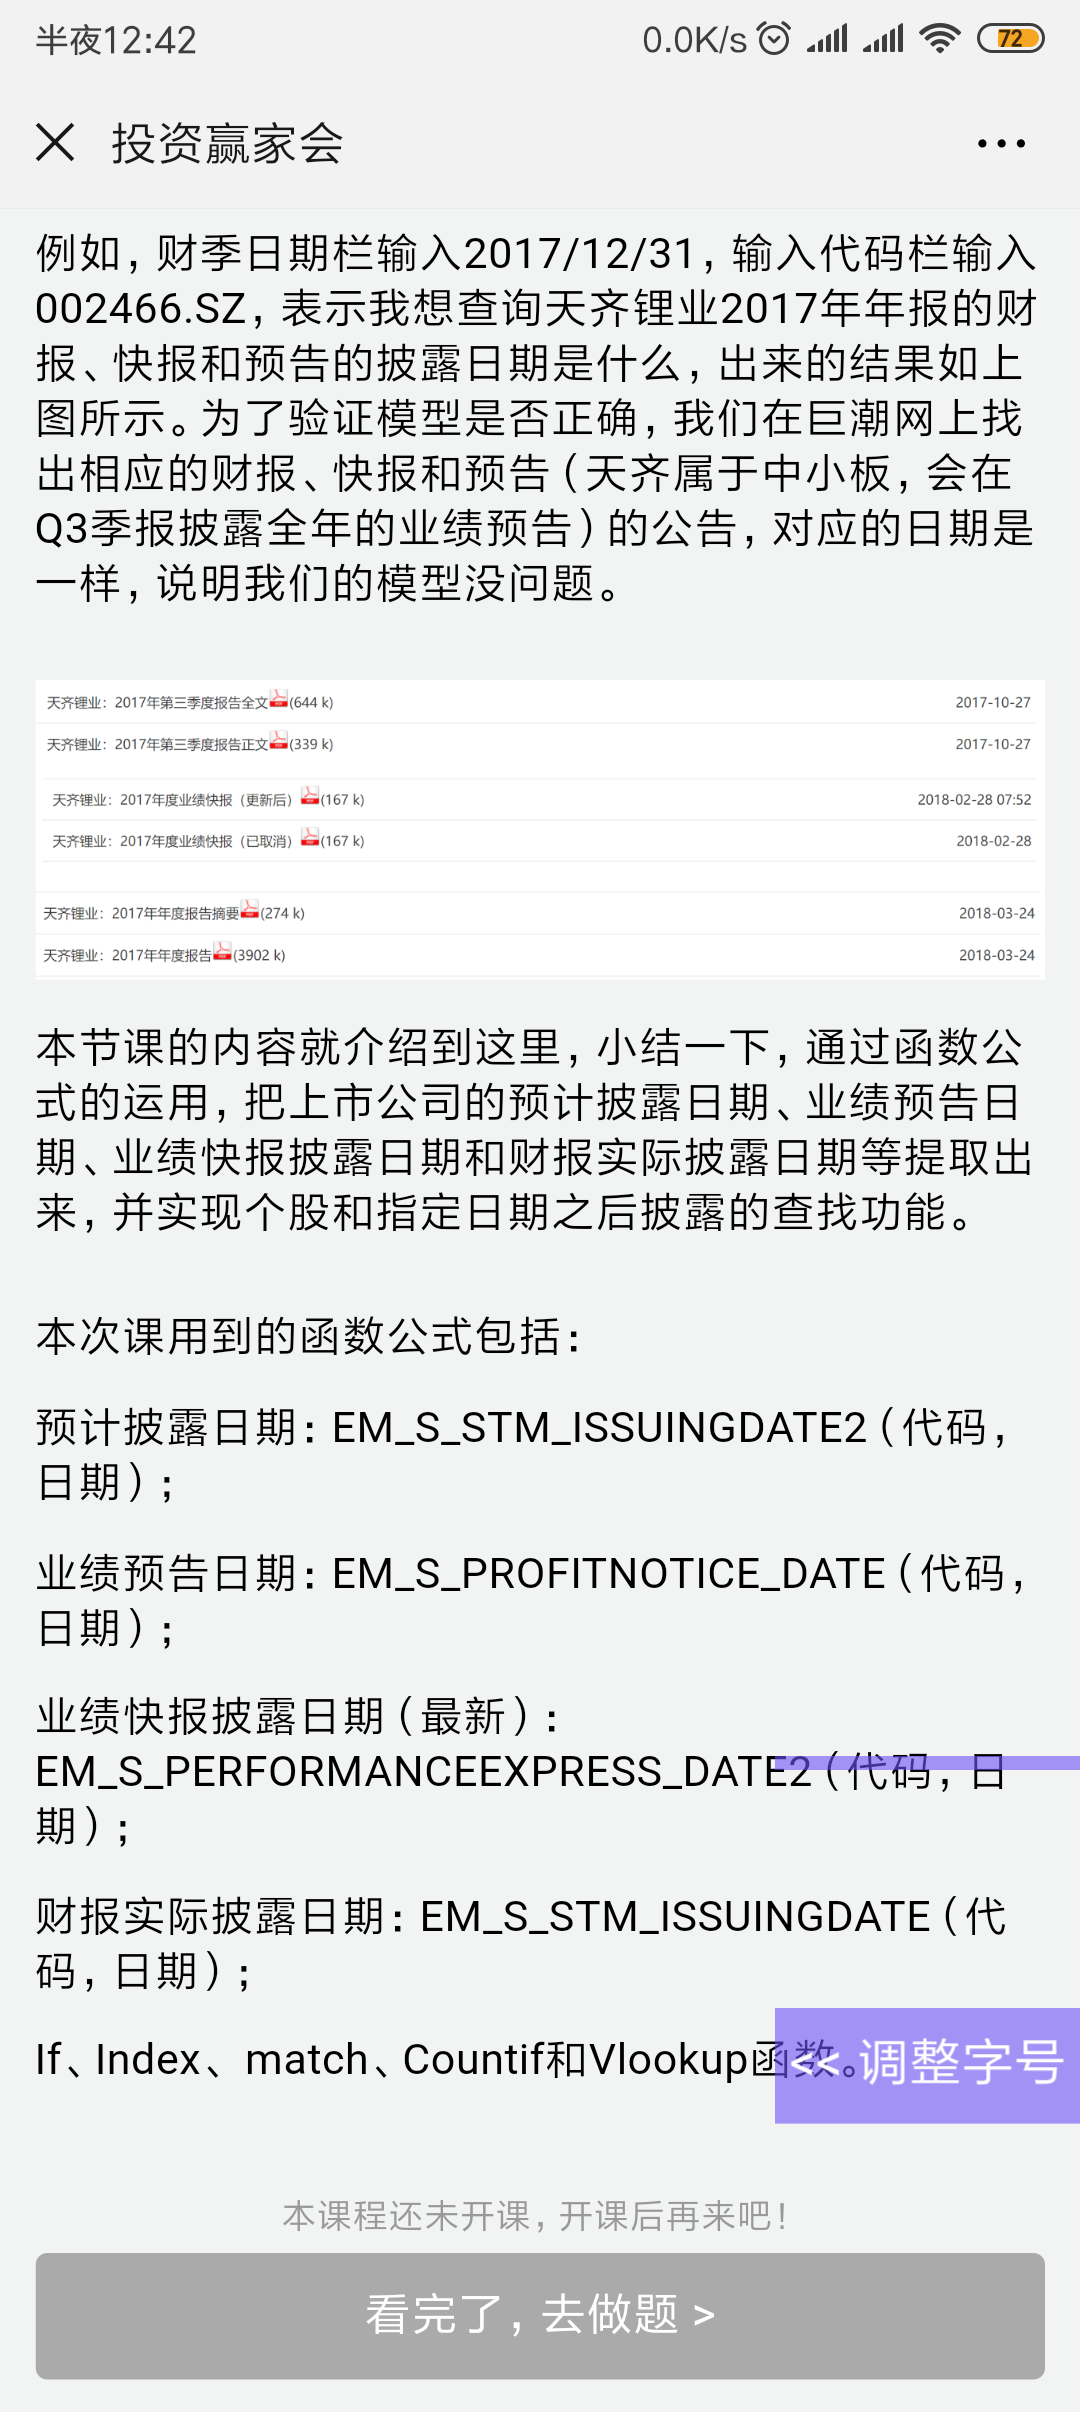 半夜12:42
0.0K/s
72
投资赢家会
例如，财季日期栏输入2017/12/31，输入代码栏输入
002466.SZ，表示我想查询天齐锂业2017年年报的财
报、快报和预告的披露日期是什么，出来的结果如上
图所示。为了验证模型是否正确，我们在巨潮网上找
出相应的财报、快报和预告（天齐属于中小板，会在
Q3季报披露全年的业绩预告）的公告，对应的日期是
一样，说明我们的模型没问题。
天齐锂业：2017年第三季度报告全文(644 k) 2017-10-27
天齐锂业：2017年第三季度报告正文(339 k) 2017-10-27
天齐锂业：2017年度业绩快报（更新后）(167 k) 2018-02-28 07:52
天齐锂业：2017年度业绩快报（已取消）(167 k) 2018-02-28
天齐锂业：2017年年度报告摘要(274 k) 2018-03-24
天齐锂业：2017年年度报告(3902 k) 2018-03-24
本节课的内容就介绍到这里，小结一下，通过函数公
式的运用，把上市公司的预计披露日期、业绩预告日
期、业绩快报披露日期和财报实际披露日期等提取出
来，并实现个股和指定日期之后披露的查找功能。
本次课用到的函数公式包括：
预计披露日期：EM_S_STM_ISSUINGDATE2（代码，
日期）；
业绩预告日期：EM_S_PROFITNOTICE_DATE（代码，
日期）；
业绩快报披露日期（最新）：
EM_S_PERFORMANCEEXPRESS_DATE2（代码，日
期）；
财报实际披露日期：EM_S_STM_ISSUINGDATE（代
码，日期）；
If、Index、match、Countif和Vlookup函数。
<< 调整字号
本课程还未开课，开课后再来吧！
看完了，去做题 >